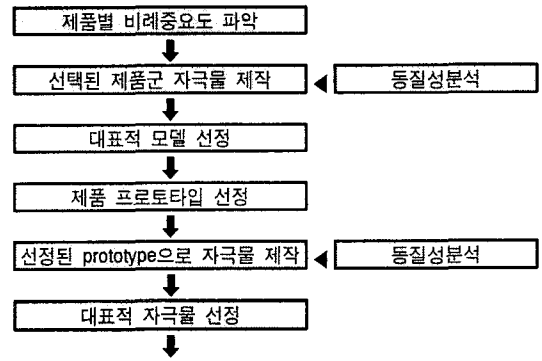 제품별 비례중요도 파악
선택된 제품군 자극물 제작
동질성분석
대표적 모델 선정
제품 프로토타입 선정
선정된 prototype으로 자극물 제작
동질성분석
대표적 자극물 선정